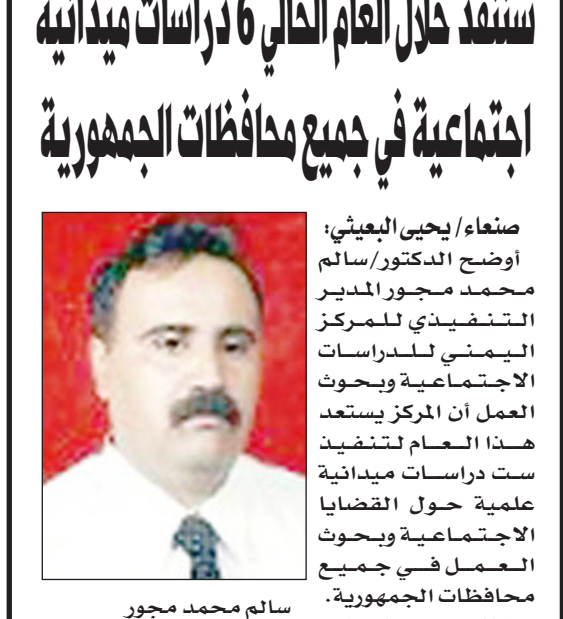 سننفذ خلال العام الحالي 6 دراسات ميدانية
اجتماعية في جميع محافظات الجمهورية
صنعاء/ يحيى البعيثي:
أوضح الدكتور/سالم
محمد مجور المدير
التنفيذي للمركز
اليمني للدراسات
الاجتماعية وبحوث
العمل أن المركز يستعد
هذا العام لتنفيذ
ست دراسات ميدانية
علمية حول القضايا
الاجتماعية وبحوث
العمل في جميع
محافظات الجمهورية.
سالم محمد مجور